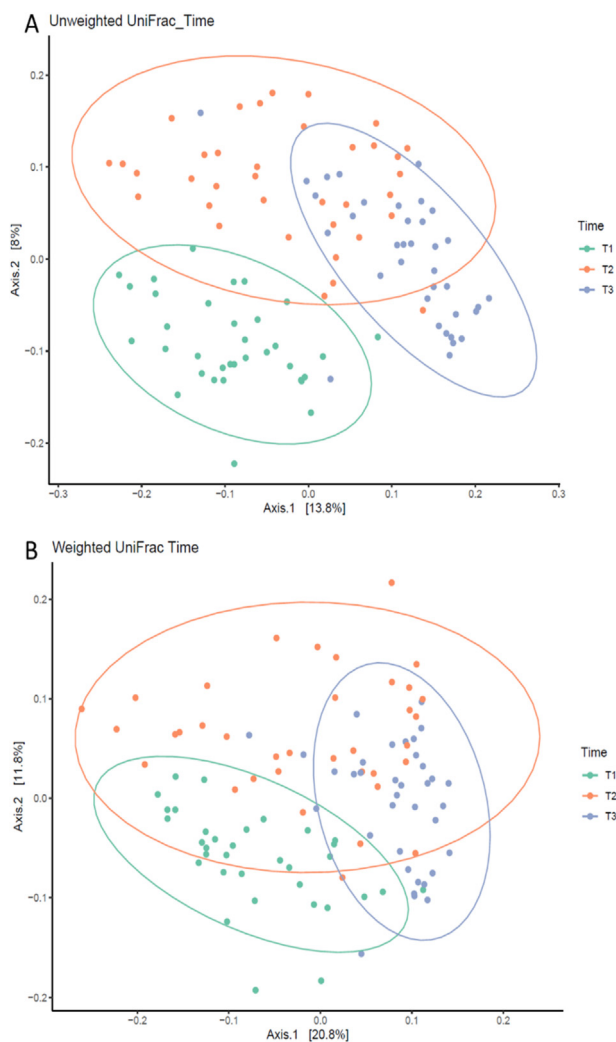 A
Unweighted UniFrac_Time
0.2
0.1
0.0
−0.1
−0.2
Axis.2 [8%]
−0.3
−0.2
−0.1
0.0
0.1
0.2
0.3
Axis.1 [13.8%]
Time
T1
T2
T3
B
Weighted UniFrac Time
0.2
0.1
0.0
−0.1
−0.2
Axis.2 [11.8%]
−0.2
−0.1
0.0
0.1
0.2
Axis.1 [20.8%]
Time
T1
T2
T3